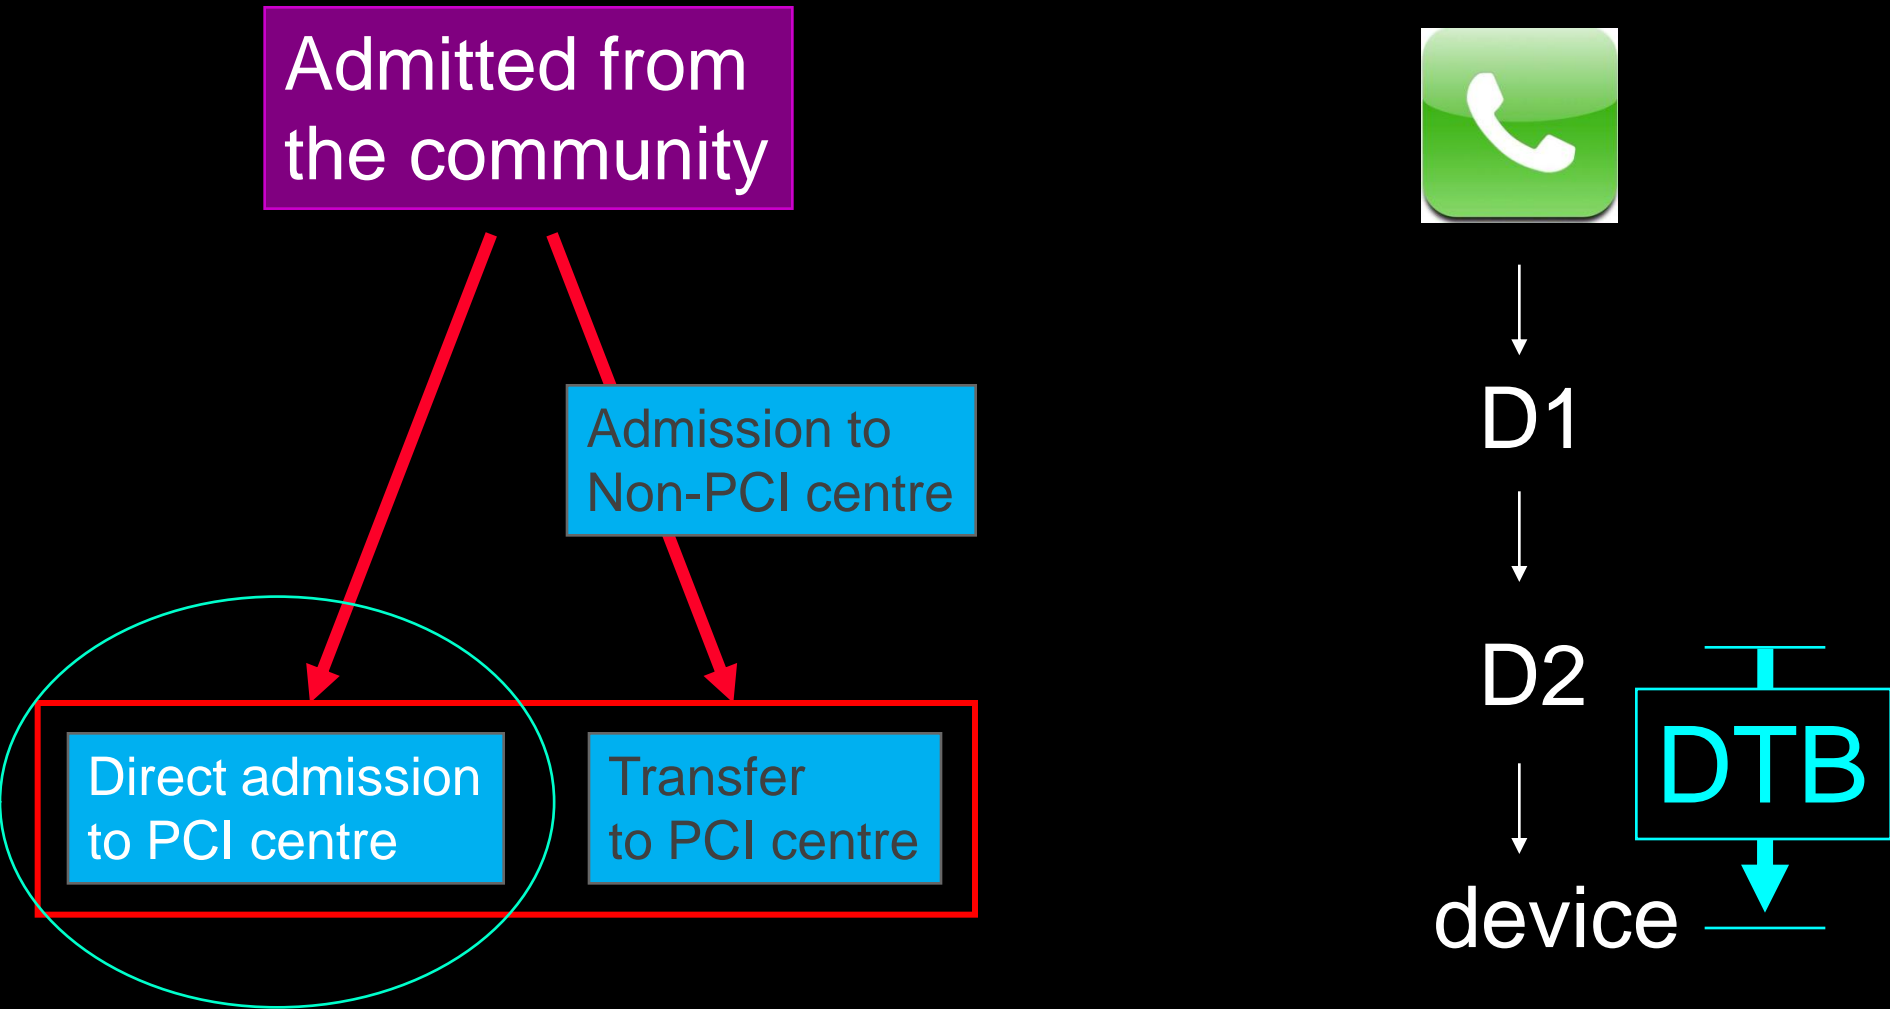 Admitted from
the community
Admission to
Non-PCI centre
Direct admission
to PCI centre
Transfer
to PCI centre
D1
D2
DTB
device